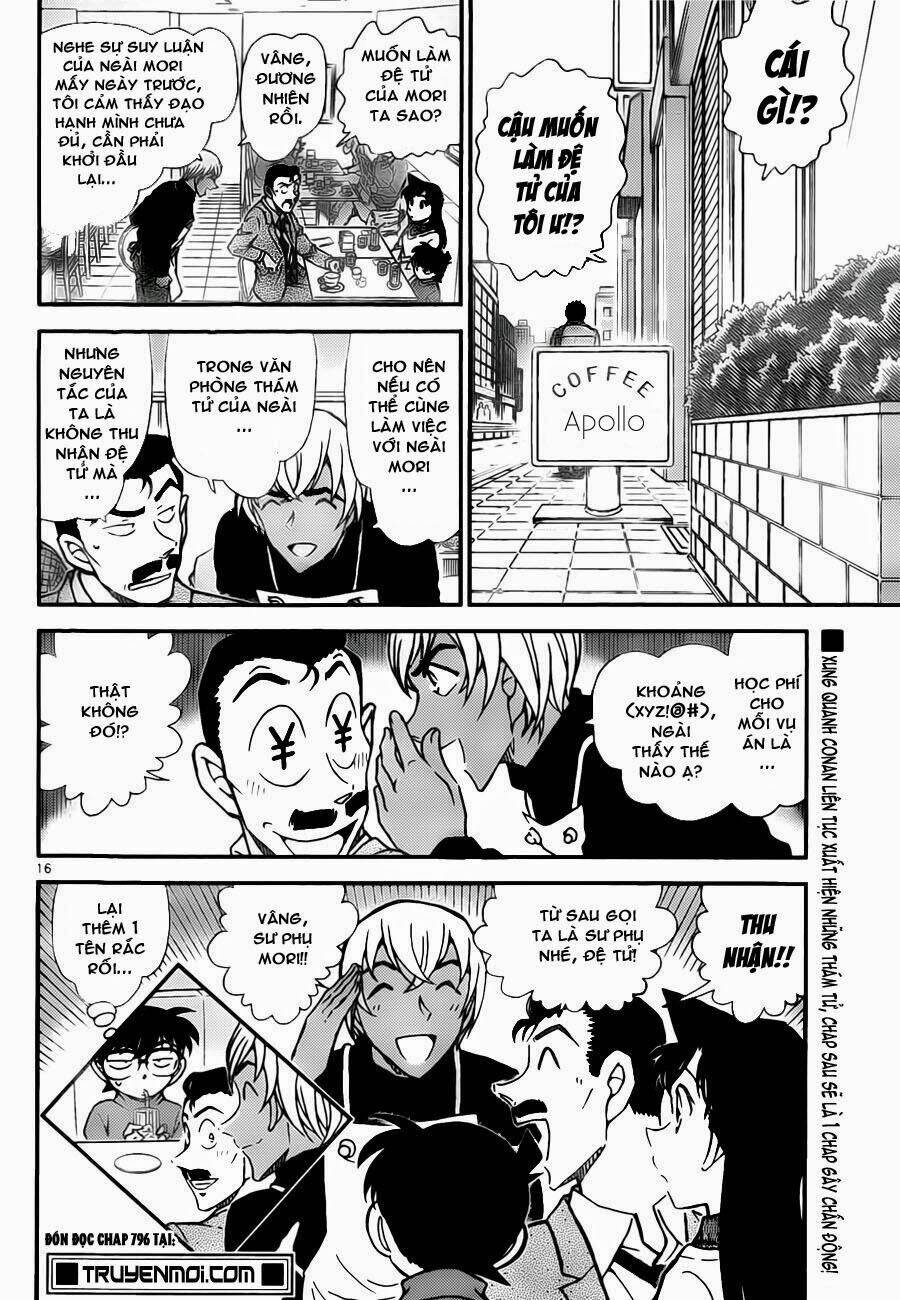 CÁI
GÌ!?
CẬU MUỐN
LÀM ĐỆ
TỬ CỦA
TÔI Ư!?
COFFEE
Apollo
MUỐN LÀM
ĐỆ TỬ
CỦA MORI
TA SAO?
VÂNG,
ĐƯƠNG
NHIÊN
RỒI.
NGHE SỰ SUY LUẬN
CỦA NGÀI MORI
MẤY NGÀY TRƯỚC,
TÔI CẢM THẤY ĐẠO
HẠNH MÌNH CHƯA
ĐỦ, CẦN PHẢI
KHỞI ĐẦU
LẠI...
CHO NÊN
NẾU CÓ
THỂ CÙNG
LÀM VIỆC
VỚI NGÀI
MORI
...
TRONG VĂN
PHÒNG THÁM
TỬ CỦA NGÀI
...
NHƯNG
NGUYÊN
TẮC CỦA
TA LÀ
KHÔNG THU
NHẬN ĐỆ
TỬ MÀ
...
HỌC PHÍ
CHO
MỖI VỤ
ÁN LÀ
...
KHOẢNG
(XYZ!@#),
NGÀI
THẤY THẾ
NÀO Ạ?
¥ ¥
THẬT
KHÔNG
ĐÓ!?
16
THU
NHẬN!!
TỪ SAU GỌI
TA LÀ SƯ PHỤ
NHÉ, ĐỆ TỬ!
VÂNG,
SƯ PHỤ
MORI!!
LẠI
THÊM 1
TÊN RẮC
RỐI...
XUNG QUANH CONAN LIÊN TỤC XUẤT HIỆN NHỮNG THÁM TỬ, CHAP SAU SẼ LÀ 1 CHAP GÂY CHẤN ĐỘNG!
ĐÓN ĐỌC CHAP 796 TẠI:
TRUYENMOI.COM